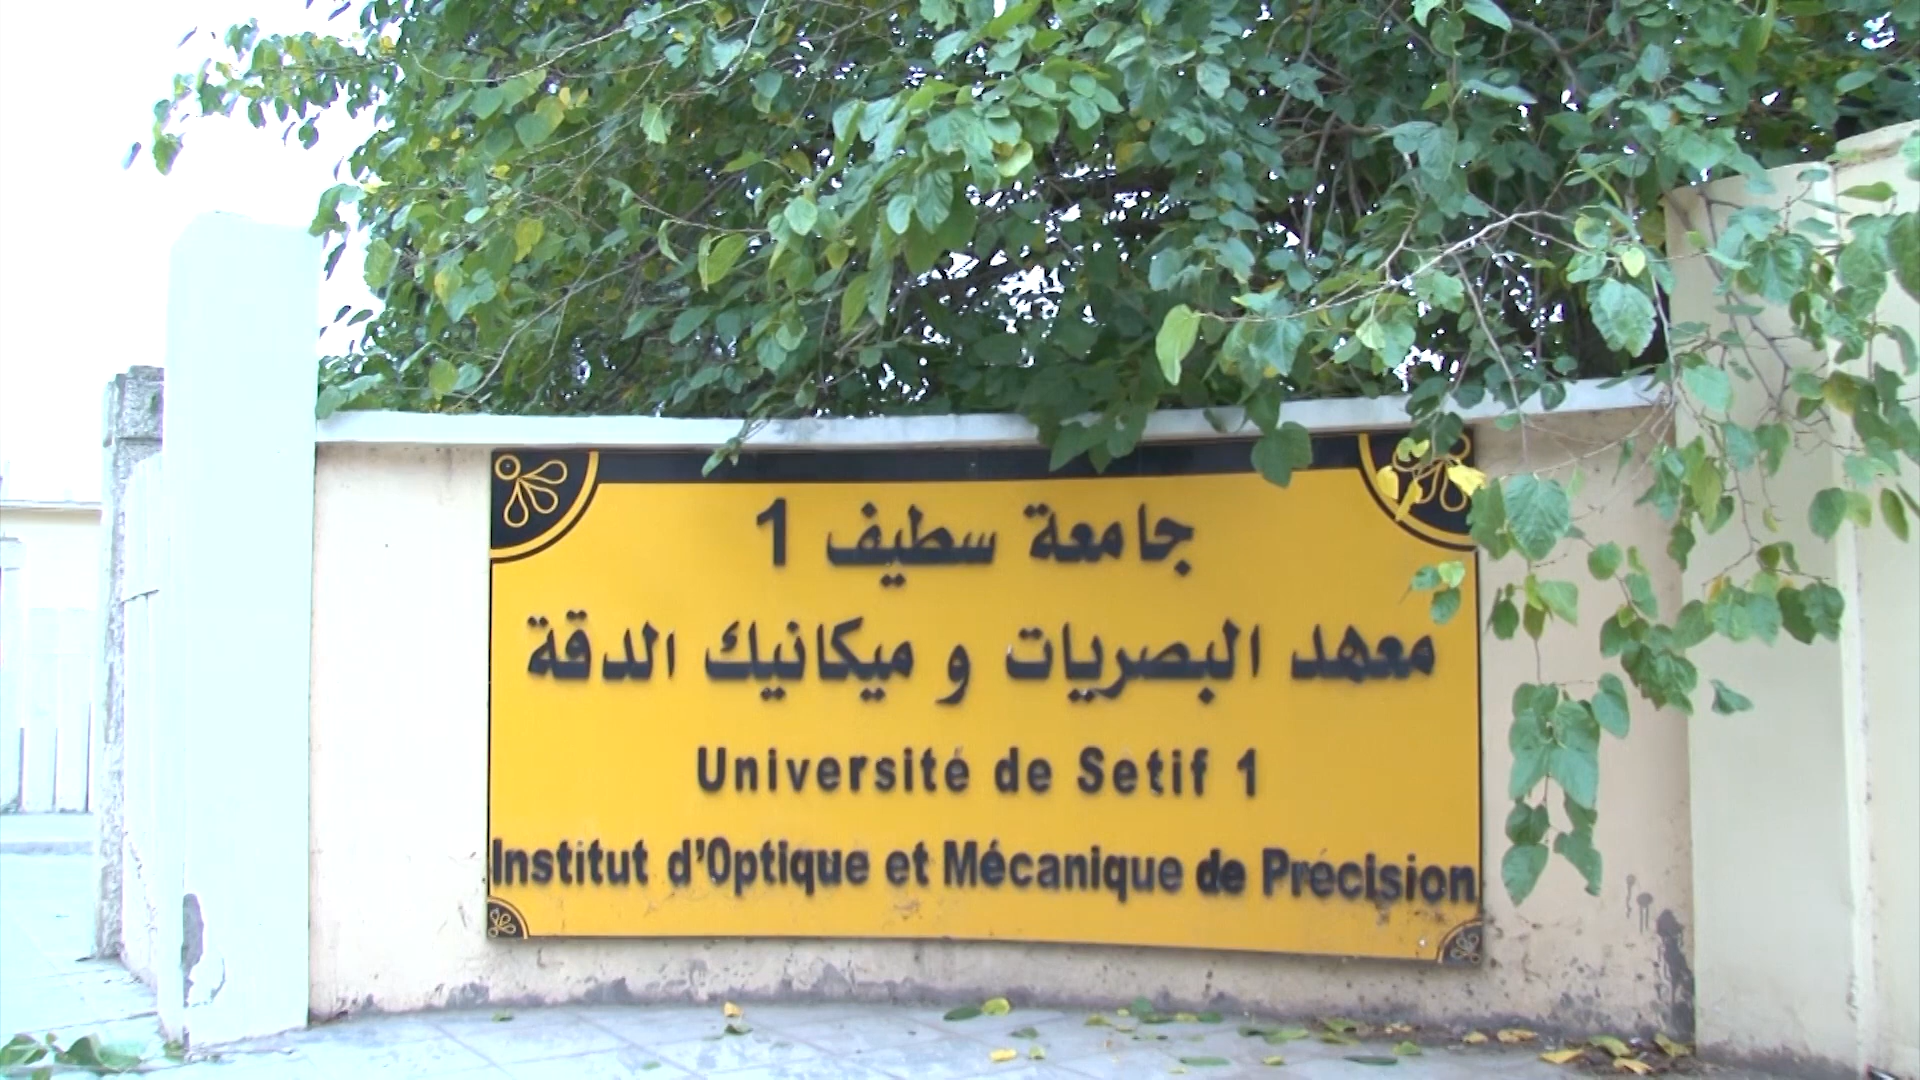 جامعة سطيف 1
معهد البصريات و ميكانيك الدقة
Université de Setif 1
Institut d'Optique et Mécanique de Précision